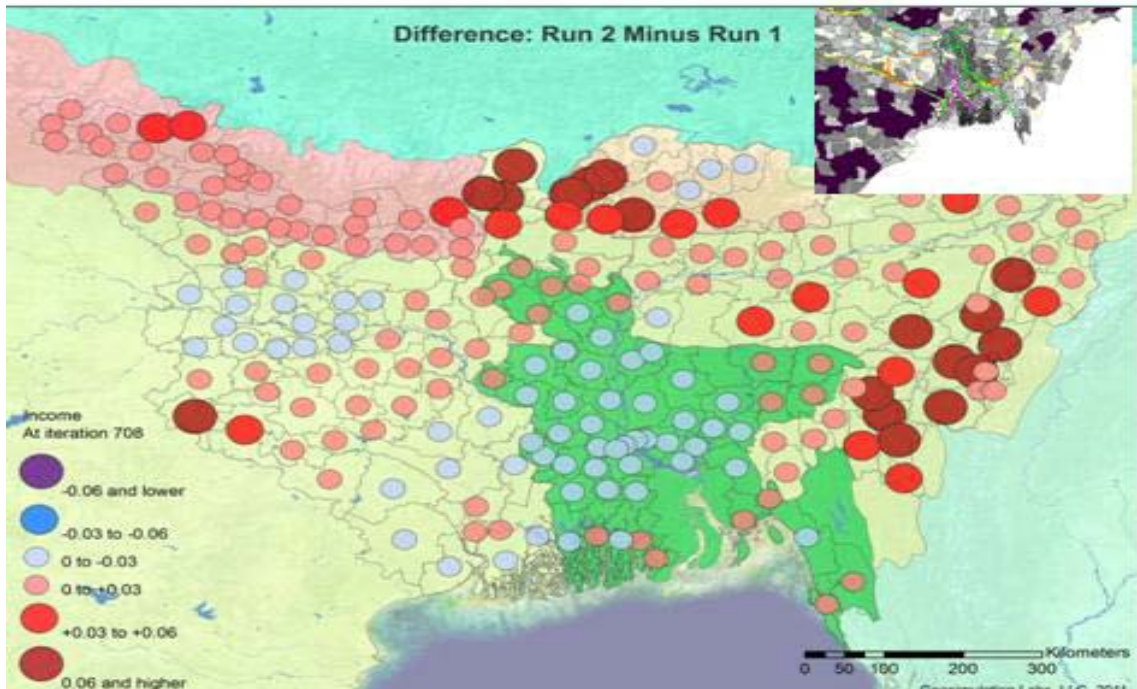 Difference: Run 2 Minus Run 1
Income
At iteration 708
-0.06 and lower
-0.03 to -0.06
0 to -0.03
0 to +0.03
+0.03 to +0.06
0.06 and higher
Kilometers
0 25 50 100 200 300